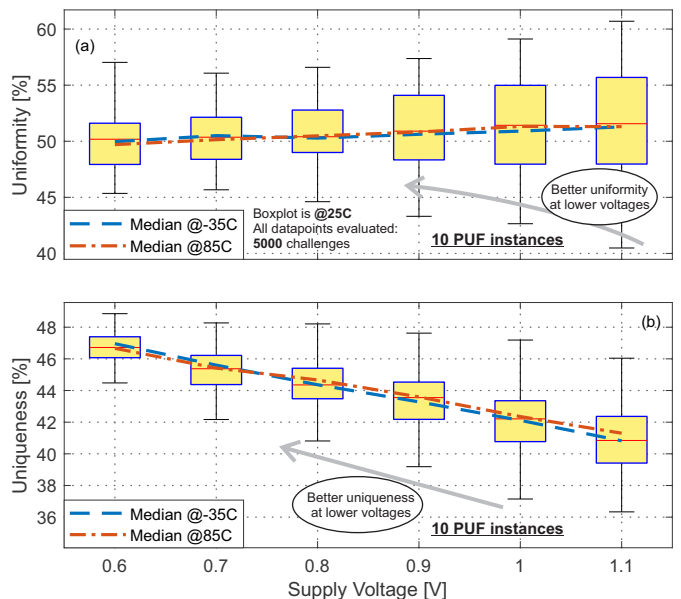 (a)
60
55
50
45
40
Uniformity [%]
Better uniformity
at lower voltages
Boxplot is @25C
All datapoints evaluated:
5000 challenges
Median @-35C
Median @85C
10 PUF instances
(b)
48
46
44
42
40
38
36
Uniqueness [%]
Better uniqueness
at lower voltages
Median @-35C
Median @85C
10 PUF instances
0.6 0.7 0.8 0.9 1 1.1
Supply Voltage [V]